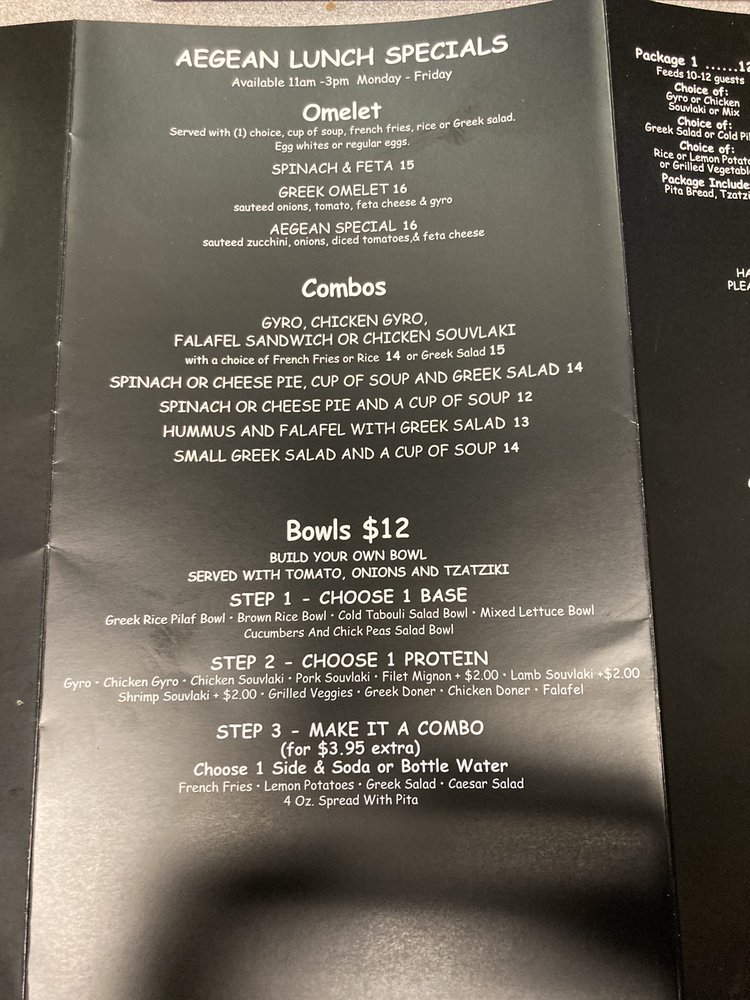 AEGEAN LUNCH SPECIALS
Available 11am -3pm Monday - Friday
Omelet
Served with (1) choice, cup of soup, french fries, rice or Greek salad.
Egg whites or regular eggs.
SPINACH & FETA 15
GREEK OMELET 16
sauteed onions, tomato, feta cheese & gyro
AEGEAN SPECIAL 16
sauteed zucchini, onions, diced tomatoes,& feta cheese
Combos
GYRO, CHICKEN GYRO,
FALAFEL SANDWICH OR CHICKEN SOUVLAKI
with a choice of French Fries or Rice 14 or Greek Salad 15
SPINACH OR CHEESE PIE, CUP OF SOUP AND GREEK SALAD 14
SPINACH OR CHEESE PIE AND A CUP OF SOUP 12
HUMMUS AND FALAFEL WITH GREEK SALAD 13
SMALL GREEK SALAD AND A CUP OF SOUP 14
Bowls $12
BUILD YOUR OWN BOWL
SERVED WITH TOMATO, ONIONS AND TZATZIKI
STEP 1 - CHOOSE 1 BASE
Greek Rice Pilaf Bowl • Brown Rice Bowl • Cold Tabouli Salad Bowl • Mixed Lettuce Bowl
Cucumbers And Chick Peas Salad Bowl
STEP 2 - CHOOSE 1 PROTEIN
Gyro • Chicken Gyro • Chicken Souvlaki • Pork Souvlaki • Filet Mignon + $2.00 • Lamb Souvlaki +$2.00
Shrimp Souvlaki + $2.00 • Grilled Veggies • Greek Doner • Chicken Doner • Falafel
STEP 3 - MAKE IT A COMBO
(for $3.95 extra)
Choose 1 Side & Soda or Bottle Water
French Fries • Lemon Potatoes • Greek Salad • Caesar Salad
4 Oz. Spread With Pita
Package 1 ......12
Feeds 10-12 guests
Choice of:
Gyro or Chicken
Souvlaki or Mix
Choice of:
Greek Salad or Cold
Choice of:
Rice or Lemon
or Grilled
Package
Pita Bread,